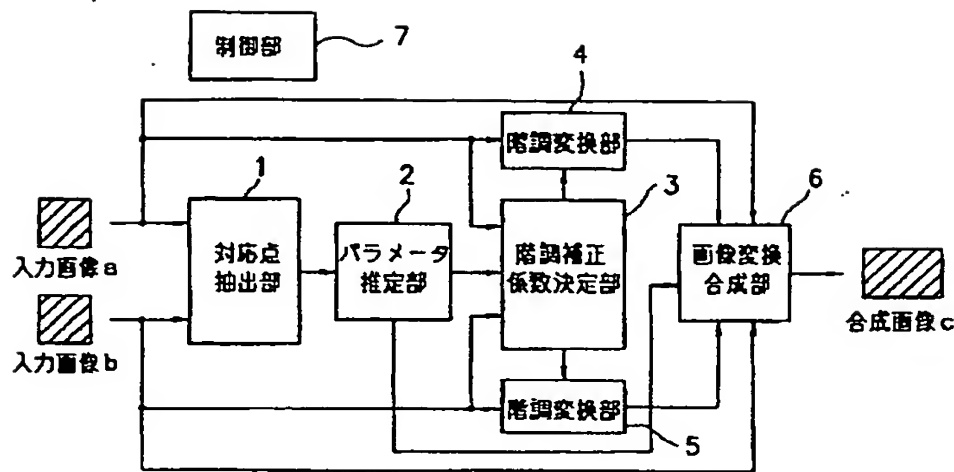 制御部
7
4
階調変換部
1
2
3
6
入力画像a
対応点
抽出部
パラメータ
推定部
階調補正
係数決定部
画像変換
合成部
合成画像c
入力画像b
階調変換部
5